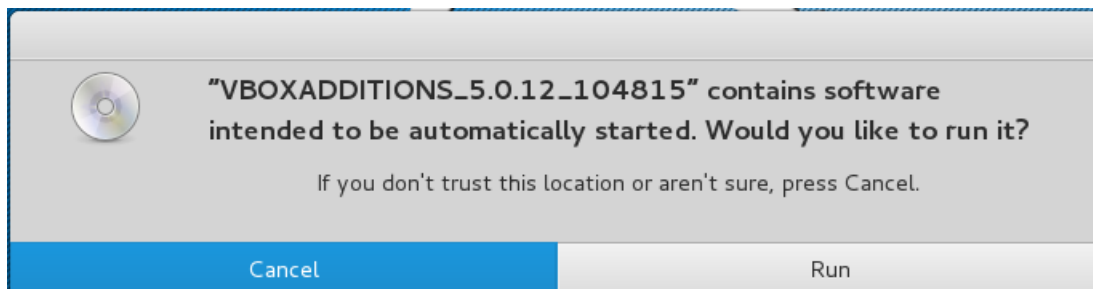 "VBOXADDITIONS_5.0.12_104815" contains software
intended to be automatically started. Would you like to run it?
If you don't trust this location or aren't sure, press Cancel.
Cancel
Run